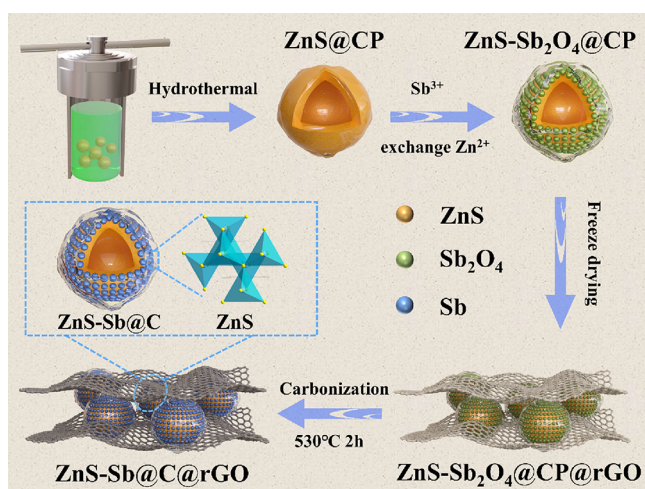 ZnS@CP
ZnS-Sb₂O₄@CP
Hydrothermal
Sb³⁺
exchange Zn²⁺
ZnS
Sb₂O₄
Sb
Freeze drying
ZnS-Sb@C
ZnS
Carbonization
530℃ 2h
ZnS-Sb@C@rGO
ZnS-Sb₂O₄@CP@rGO